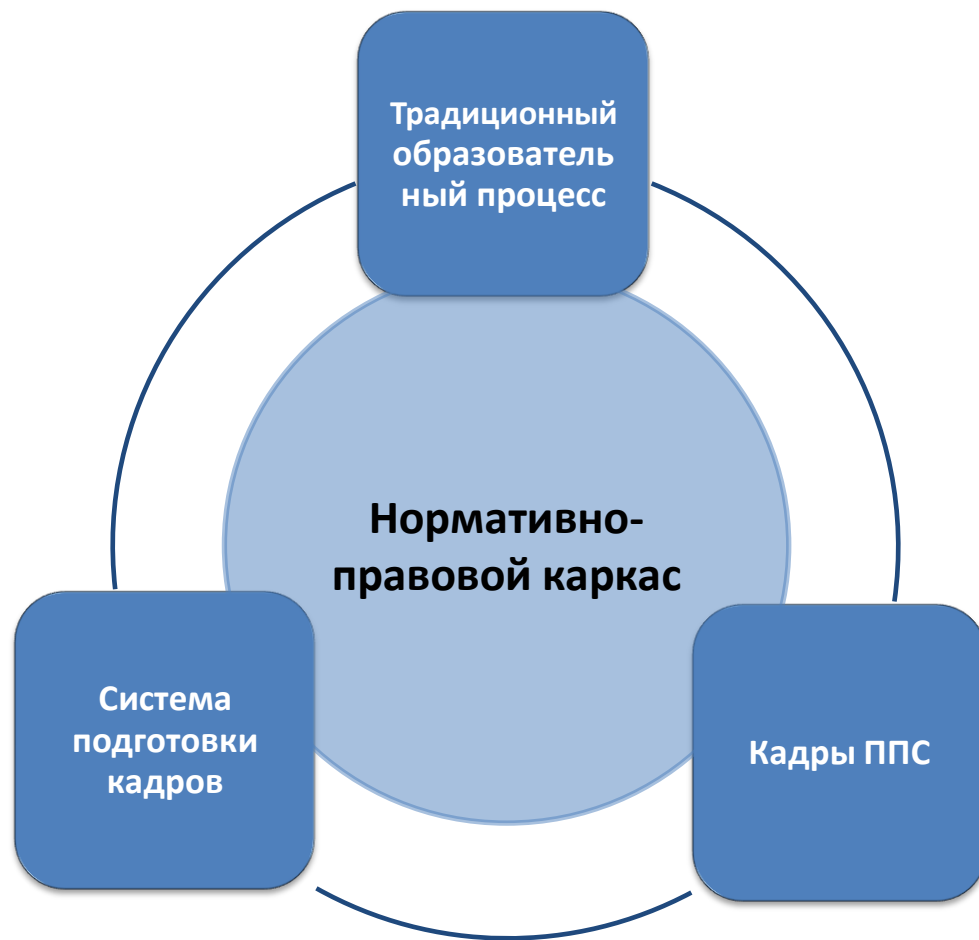 Традиционный
образователь
ный процесс
Нормативно-
правовой каркас
Система
подготовки
кадров
Кадры ППС